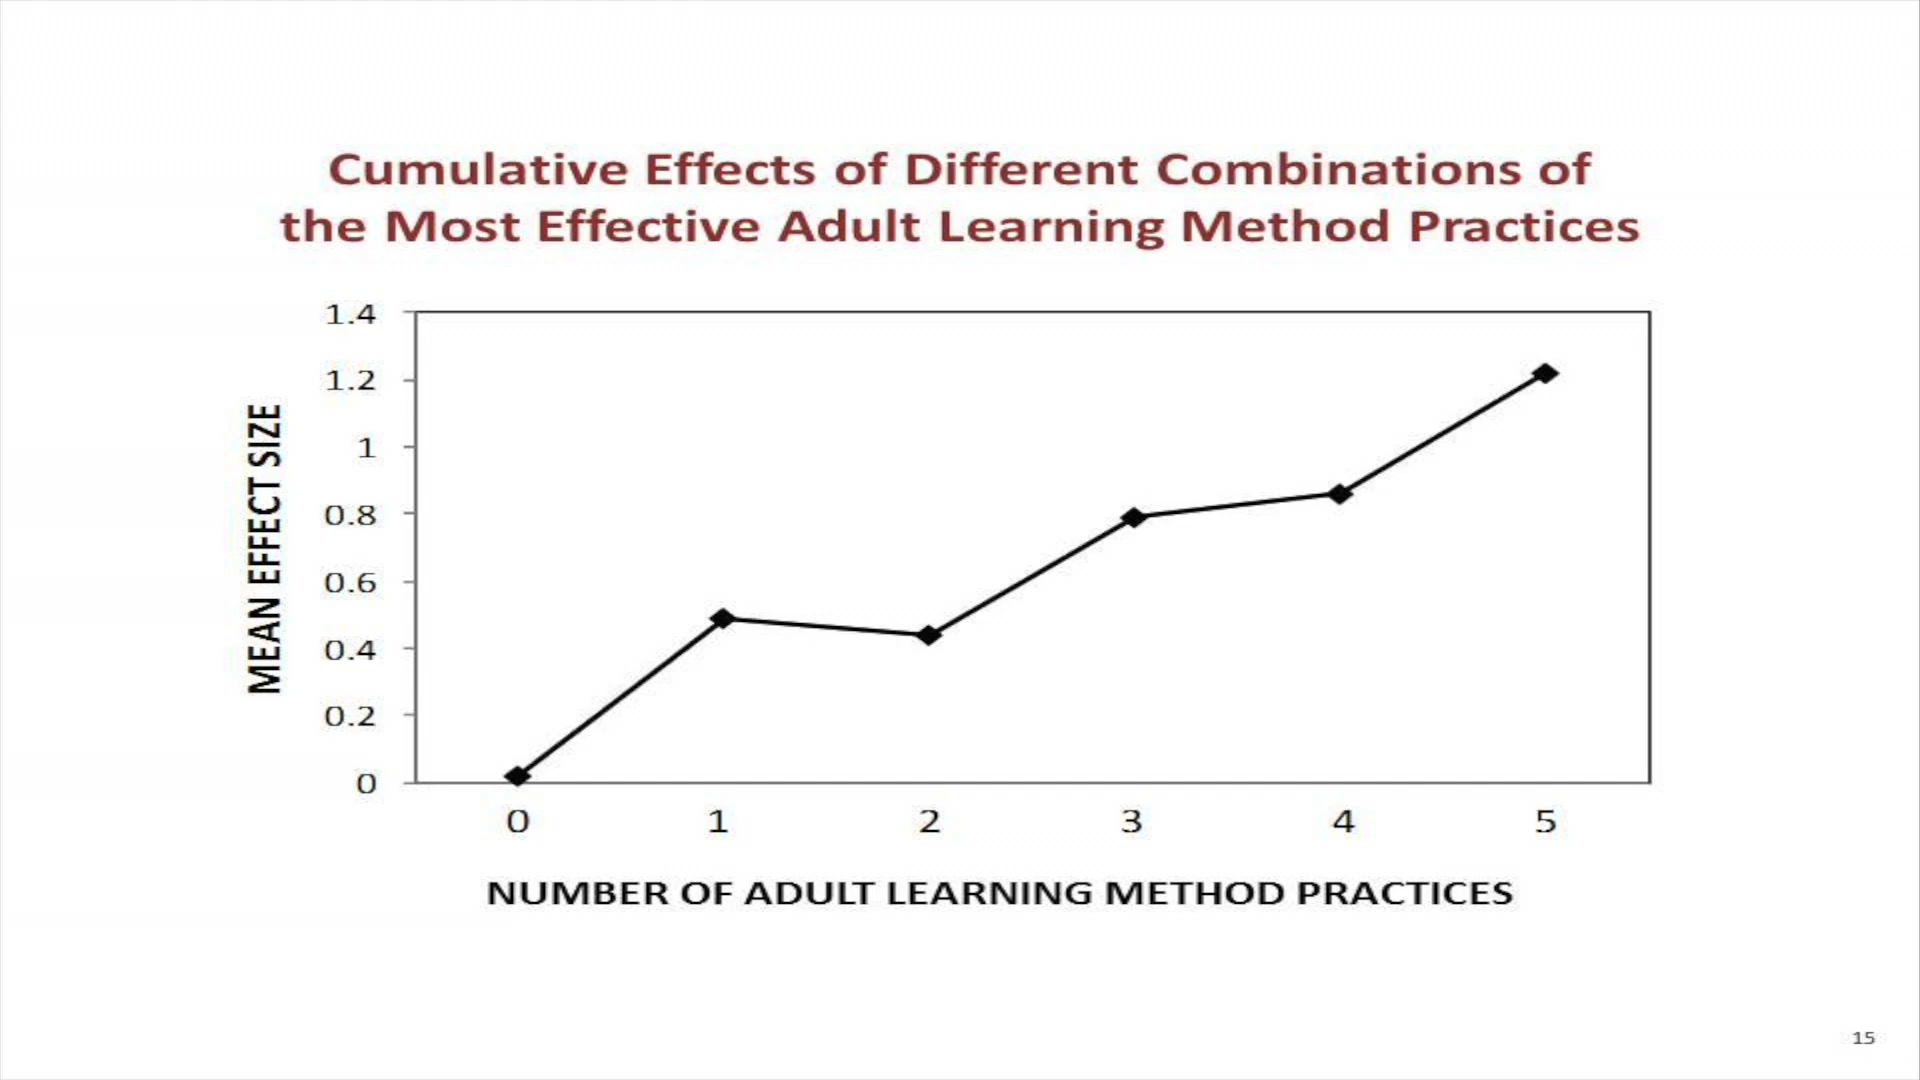 Cumulative Effects of Different Combinations of
the Most Effective Adult Learning Method Practices
MEAN EFFECT SIZE
1.4
1.2
1
0.8
0.6
0.4
0.2
0
0 1 2 3 4 5
NUMBER OF ADULT LEARNING METHOD PRACTICES
15